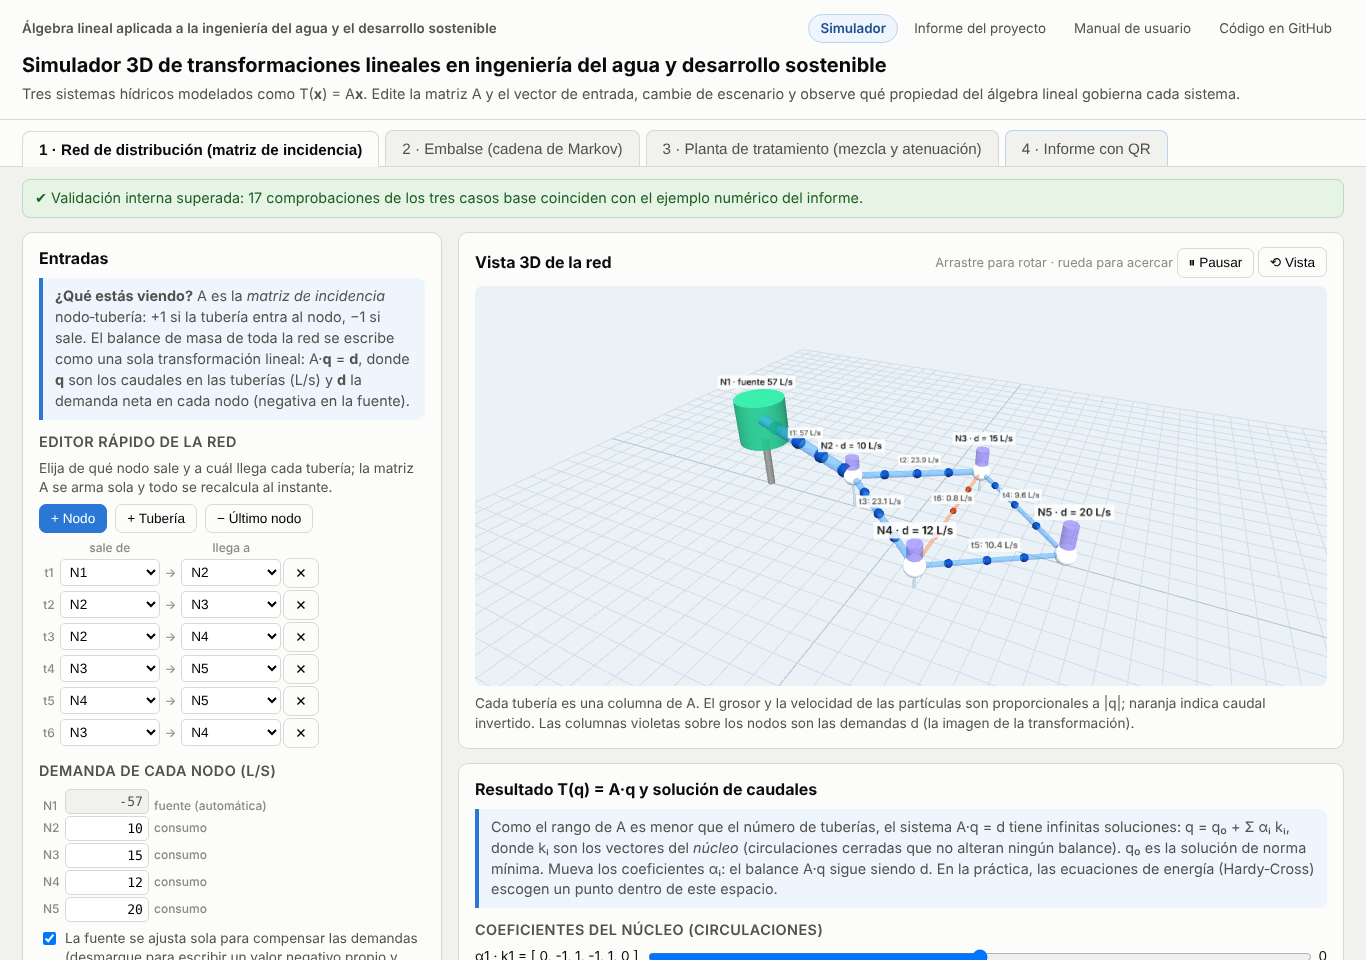 Álgebra lineal aplicada a la ingeniería del agua y el desarrollo sostenible
Simulador
Informe del proyecto
Manual de usuario
Código en GitHub
Simulador 3D de transformaciones lineales en ingeniería del agua y desarrollo sostenible
Tres sistemas hídricos modelados como T(x) = Ax. Edite la matriz A y el vector de entrada, cambie de escenario y observe qué propiedad del álgebra lineal gobierna cada sistema.
1 · Red de distribución (matriz de incidencia)
2 · Embalse (cadena de Markov)
3 · Planta de tratamiento (mezcla y atenuación)
4 · Informe con QR
✔ Validación interna superada: 17 comprobaciones de los tres casos base coinciden con el ejemplo numérico del informe.
Entradas
¿Qué estás viendo? A es la matriz de incidencia
nodo-tubería: +1 si la tubería entra al nodo, −1 si
sale. El balance de masa de toda la red se escribe
como una sola transformación lineal: A·q = d, donde
q son los caudales en las tuberías (L/s) y d la
demanda neta en cada nodo (negativa en la fuente).
EDITOR RÁPIDO DE LA RED
Elija de qué nodo sale y a cuál llega cada tubería; la matriz
A se arma sola y todo se recalcula al instante.
+ Nodo
+ Tubería
− Último nodo
sale de
llega a
t1 N1 → N2 ✕
t2 N2 → N3 ✕
t3 N2 → N4 ✕
t4 N3 → N5 ✕
t5 N4 → N5 ✕
t6 N3 → N4 ✕
DEMANDA DE CADA NODO (L/S)
N1 -57 fuente (automática)
N2 10 consumo
N3 15 consumo
N4 12 consumo
N5 20 consumo
La fuente se ajusta sola para compensar las demandas
(desmarque para escribir un valor negativo propio y
Vista 3D de la red
Arrastre para rotar · rueda para acercar
⏸ Pausar
⟲ Vista
N1 · fuente 57 L/s
t1: 57 L/s
N2 · d = 10 L/s
N3 · d = 15 L/s
t2: 23.9 L/s
t3: 23.1 L/s
t6: 0.8 L/s
t4: 9.6 L/s
N5 · d = 20 L/s
N4 · d = 12 L/s
t5: 10.4 L/s
Cada tubería es una columna de A. El grosor y la velocidad de las partículas son proporcionales a |q|; naranja indica caudal
invertido. Las columnas violetas sobre los nodos son las demandas d (la imagen de la transformación).
Resultado T(q) = A·q y solución de caudales
Como el rango de A es menor que el número de tuberías, el sistema A·q = d tiene infinitas soluciones: q = q₀ + Σ αᵢ kᵢ,
donde kᵢ son los vectores del núcleo (circulaciones cerradas que no alteran ningún balance). q₀ es la solución de norma
mínima. Mueva los coeficientes αᵢ: el balance A·q sigue siendo d. En la práctica, las ecuaciones de energía (Hardy-Cross)
escogen un punto dentro de este espacio.
COEFICIENTES DEL NÚCLEO (CIRCULACIONES)
α1 · k1 = [ 0, -1, 1, -1, 1, 0 ] 0